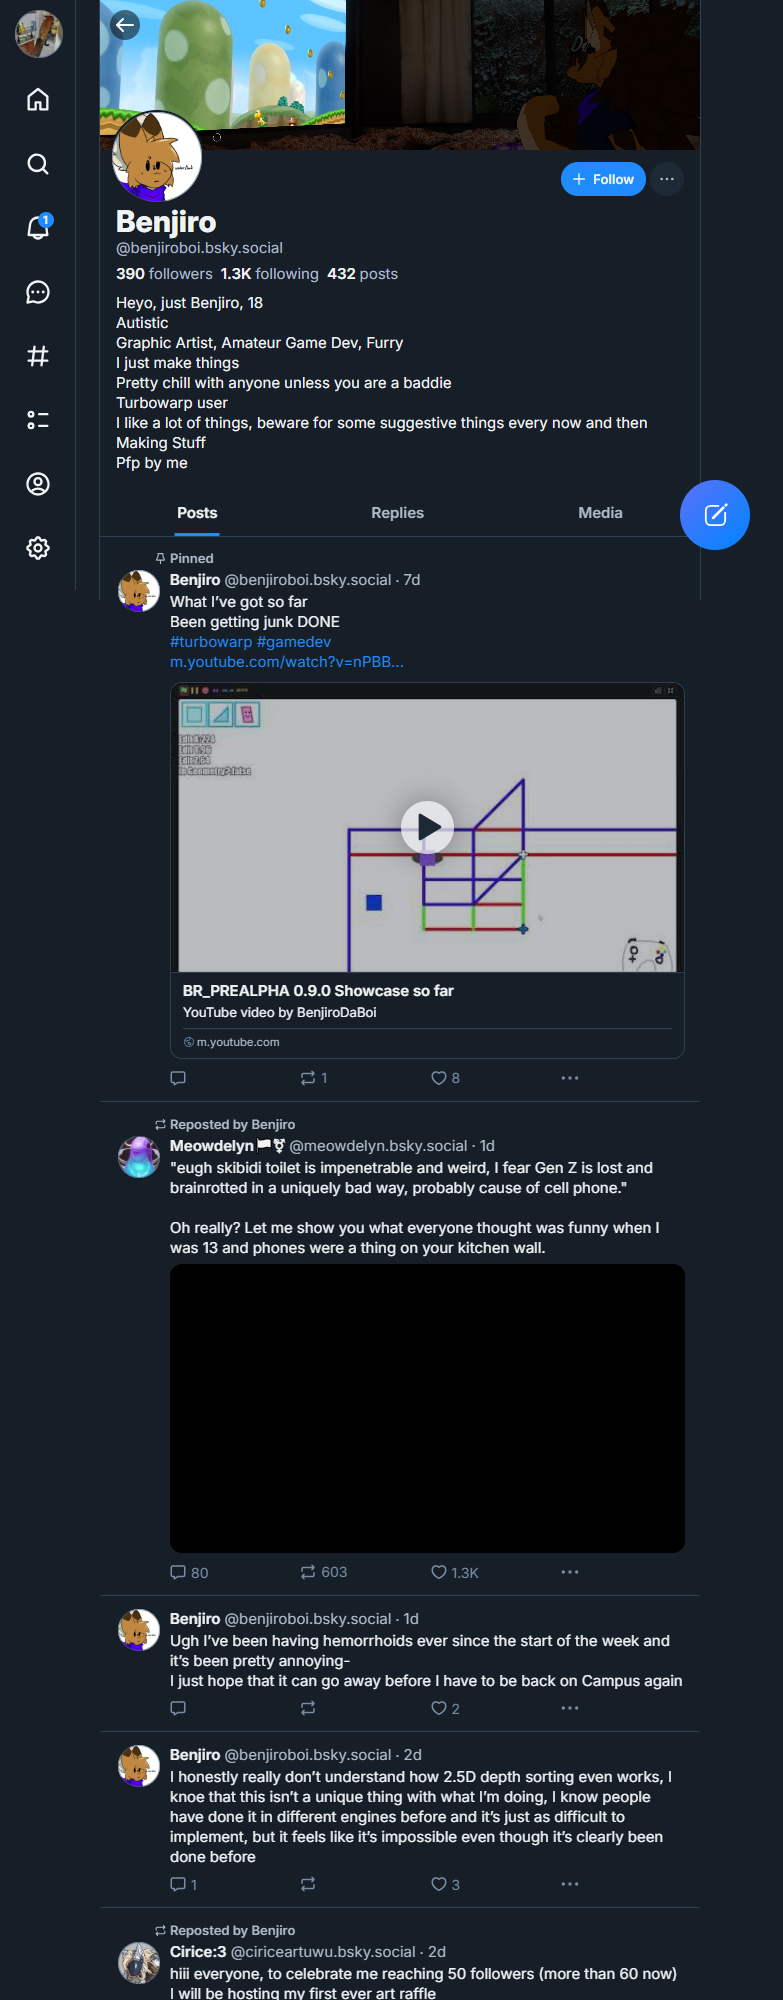 1
Follow
Benjiro
@benjiroboi.bsky.social
390 followers 1.3K following 432 posts
Heyo, just Benjiro, 18
Autistic
Graphic Artist, Amateur Game Dev, Furry
I just make things
Pretty chill with anyone unless you are a baddie
Turbowarp user
I like a lot of things, beware for some suggestive things every now and then
Making Stuff
Pfp by me
Posts Replies Media
Pinned
Benjiro @benjiroboi.bsky.social · 7d
What I've got so far
Been getting junk DONE
#turbowarp #gamedev
m.youtube.com/watch?v=nPBB...
BR_PREALPHA 0.9.0 Showcase so far
YouTube video by BenjiroDaBoi
m.youtube.com
1 8
Reposted by Benjiro
Meowdelyn 🏳️‍⚧️ @meowdelyn.bsky.social · 1d
"eugh skibidi toilet is impenetrable and weird, I fear Gen Z is lost and
brainrotted in a uniquely bad way, probably cause of cell phone."
Oh really? Let me show you what everyone thought was funny when I
was 13 and phones were a thing on your kitchen wall.
80 603 1.3K
Benjiro @benjiroboi.bsky.social · 1d
Ugh I've been having hemorrhoids ever since the start of the week and
it's been pretty annoying-
I just hope that it can go away before I have to be back on Campus again
2
Benjiro @benjiroboi.bsky.social · 2d
I honestly really don't understand how 2.5D depth sorting even works, I
knoe that this isn't a unique thing with what I'm doing, I know people
have done it in different engines before and it's just as difficult to
implement, but it feels like it's impossible even though it's clearly been
done before
1 3
Reposted by Benjiro
Cirice:3 @ciriceartuwu.bsky.social · 2d
hiii everyone, to celebrate me reaching 50 followers (more than 60 now)
I will be hosting my first ever art raffle